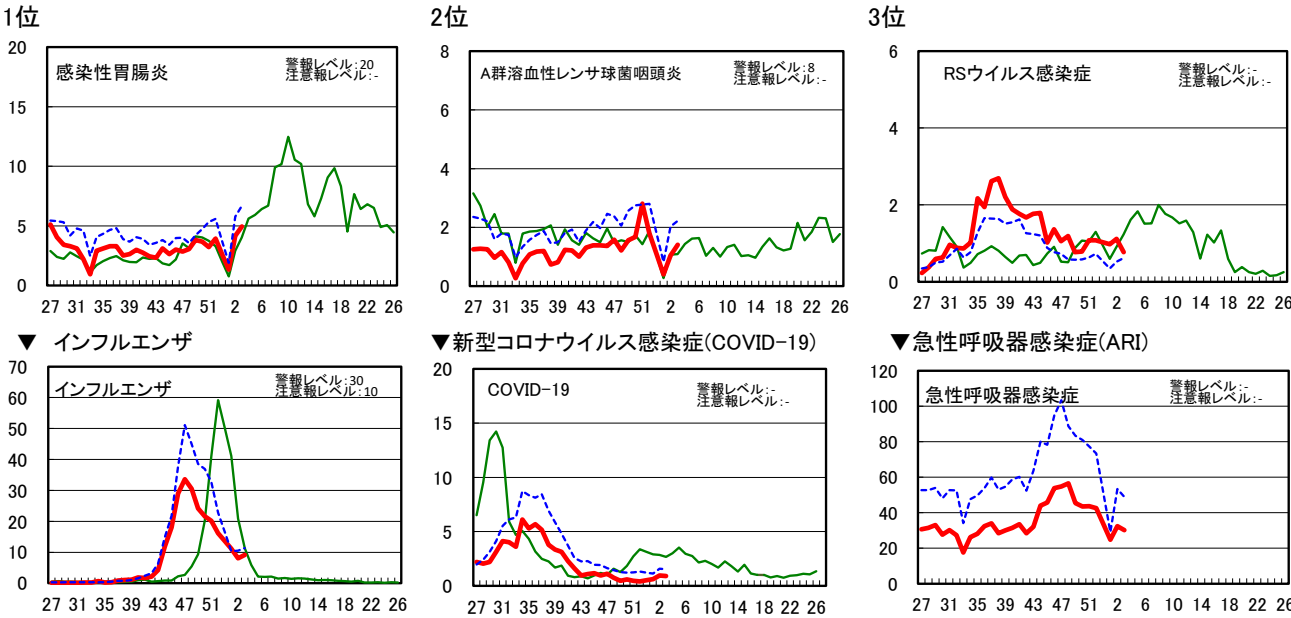 1位
2位
3位
感染性胃腸炎
警報レベル:20
注意報レベル:-
20
15
10
5
0
27 31 35 39 43 47 51 2 6 10 14 18 22 26
A群溶血性レンサ球菌咽頭炎
警報レベル:8
注意報レベル:-
8
6
4
2
0
27 31 35 39 43 47 51 2 6 10 14 18 22 26
RSウイルス感染症
警報レベル:-
注意報レベル:-
6
4
2
0
27 31 35 39 43 47 51 2 6 10 14 18 22 26
▼ インフルエンザ
▼新型コロナウイルス感染症(COVID-19)
▼急性呼吸器感染症(ARI)
インフルエンザ
警報レベル:30
注意報レベル:10
70
60
50
40
30
20
10
0
27 31 35 39 43 47 51 2 6 10 14 18 22 26
COVID-19
警報レベル:-
注意報レベル:-
20
15
10
5
0
27 31 35 39 43 47 51 2 6 10 14 18 22 26
急性呼吸器感染症
警報レベル:-
注意報レベル:-
120
100
80
60
40
20
0
27 31 35 39 43 47 51 2 6 10 14 18 22 26